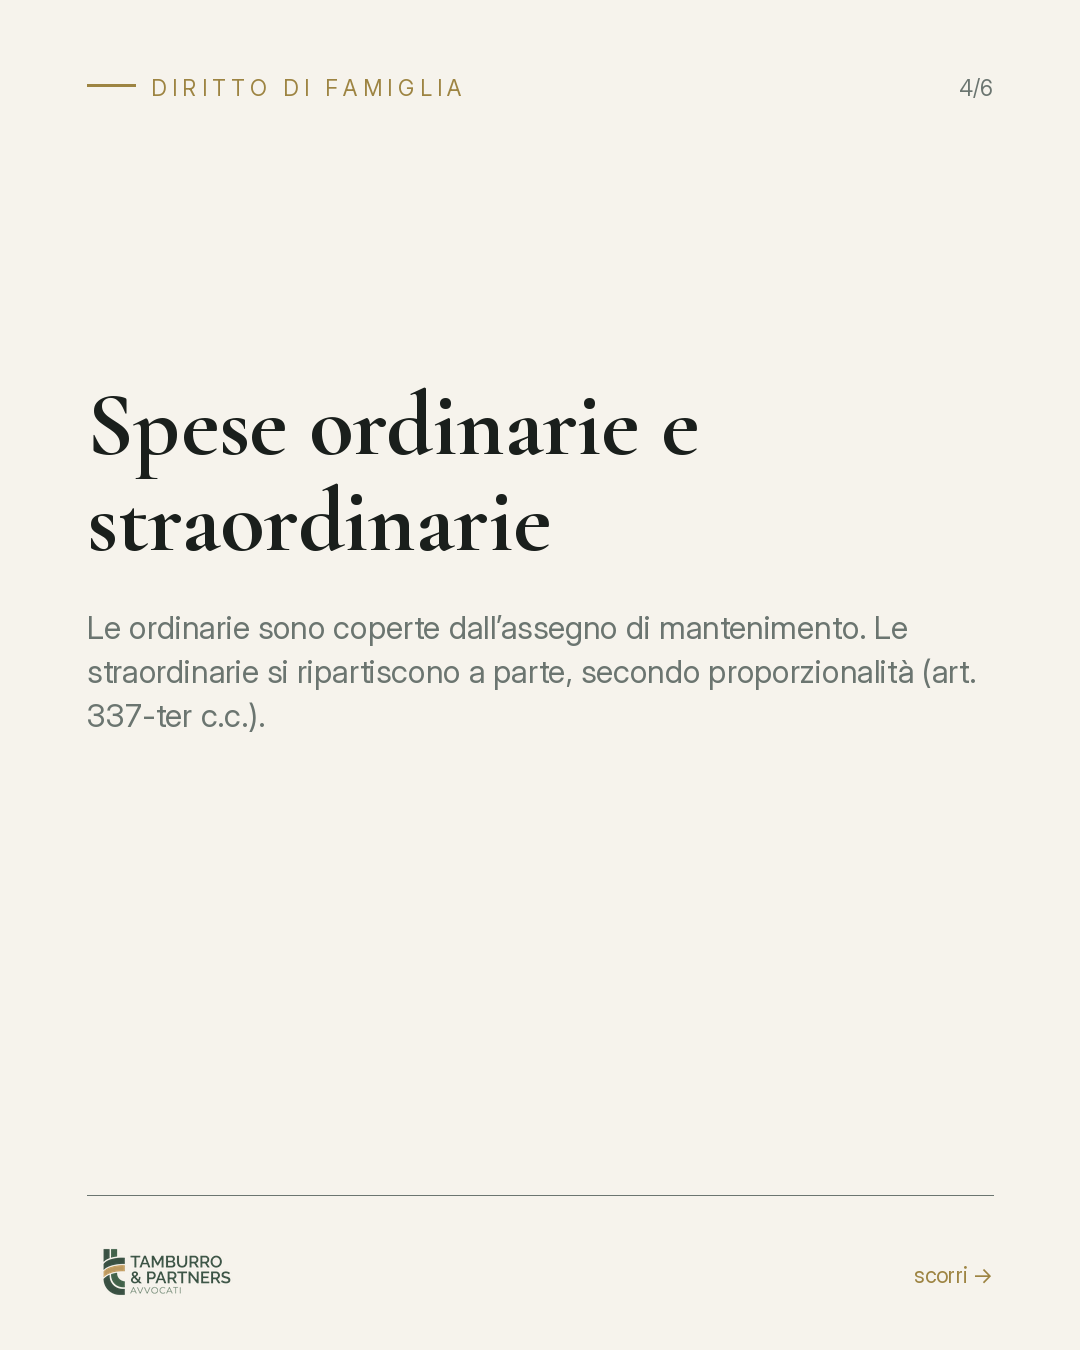 DIRITTO DI FAMIGLIA
4/6
Spese ordinarie e
straordinarie
Le ordinarie sono coperte dall’assegno di mantenimento. Le
straordinarie si ripartiscono a parte, secondo proporzionalità (art.
337-ter c.c.).
TAMBURRO
& PARTNERS
AVVOCATI
scorri →